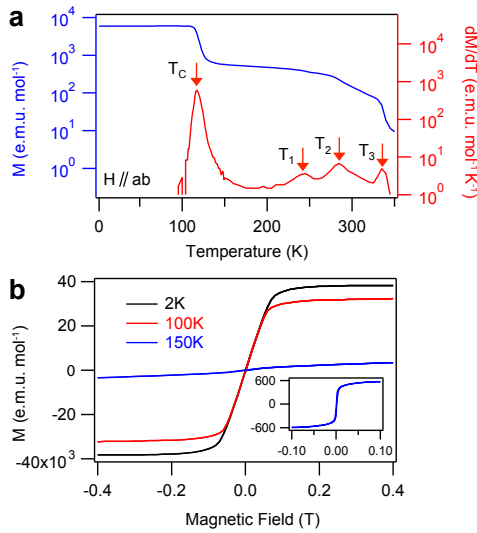 a
M (e.m.u. mol⁻¹)
10⁴
10³
10²
10¹
10⁰
dM/dT (e.m.u. mol⁻¹ K⁻¹)
10⁴
10³
10²
10¹
10⁰
T_C
T₁
T₂
T₃
H // ab
0
100
200
300
Temperature (K)
b
M (e.m.u. mol⁻¹)
40
20
0
-20
-40x10³
2K
100K
150K
600
0
-600
-0.10
0.00
0.10
-0.4
-0.2
0.0
0.2
0.4
Magnetic Field (T)